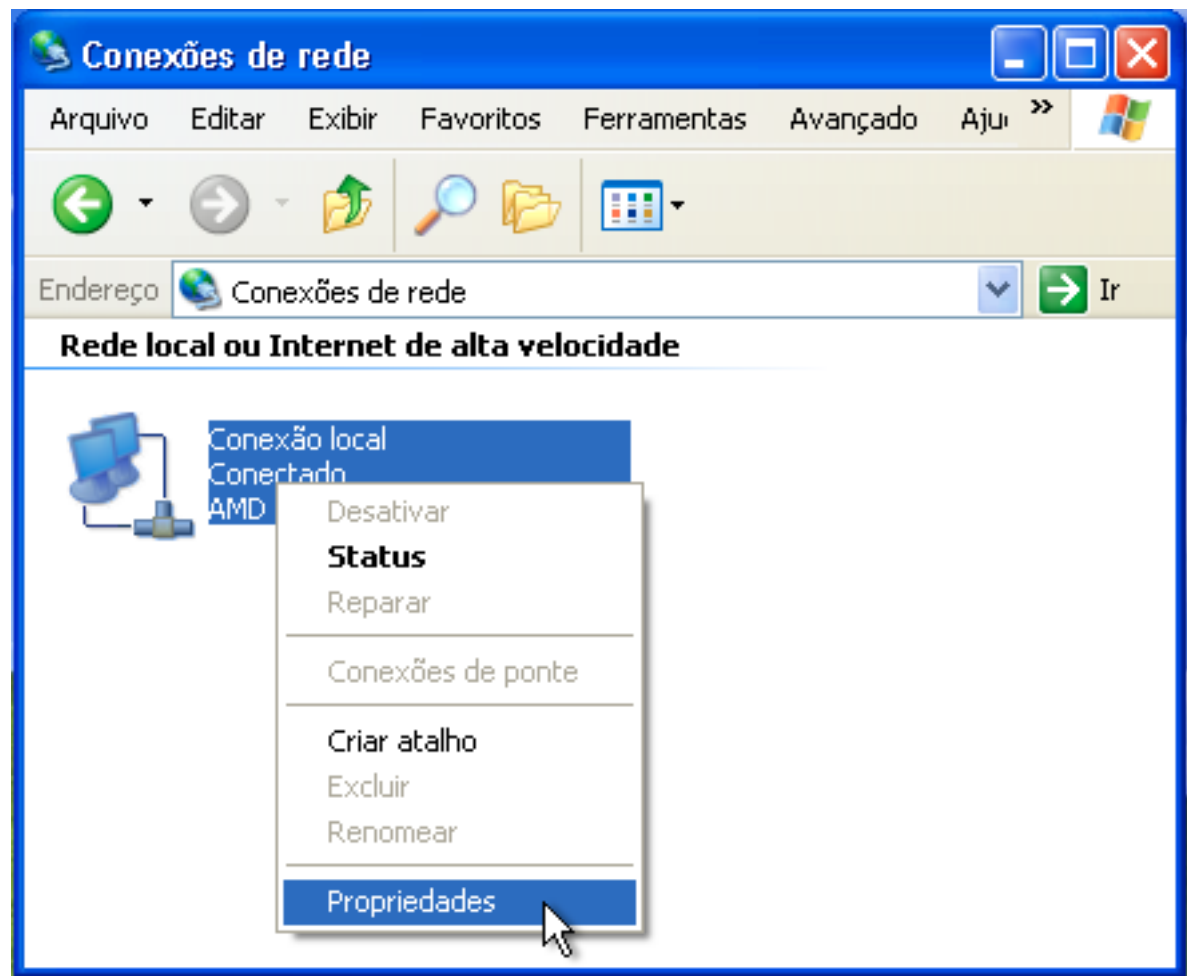 Conexões de rede
Arquivo Editar Exibir Favoritos Ferramentas Avançado Aju »
Endereço Conexões de rede Ir
Rede local ou Internet de alta velocidade
Conexão local
Conectado
AMD
Desativar
Status
Reparar
Conexões de ponte
Criar atalho
Excluir
Renomear
Propriedades